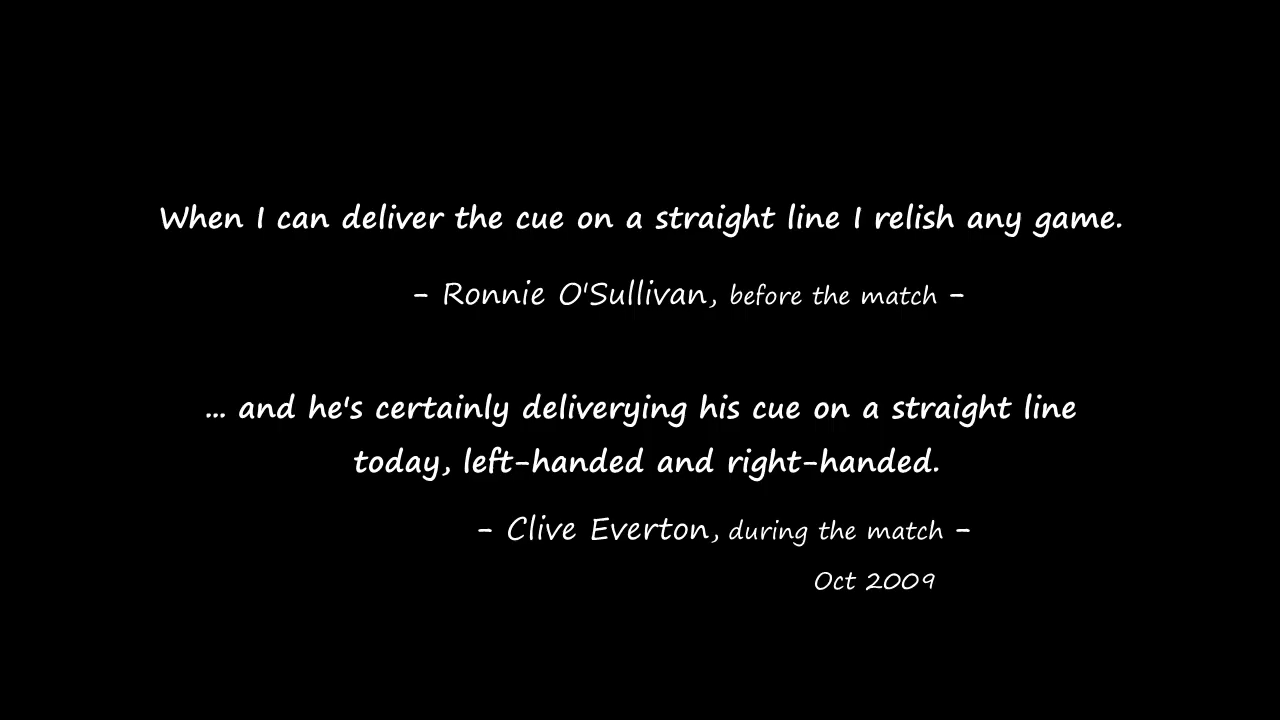 When I can deliver the cue on a straight line I relish any game.
- Ronnie O'Sullivan, before the match -
... and he's certainly deliverying his cue on a straight line
today, left-handed and right-handed.
- Clive Everton, during the match -
Oct 2009